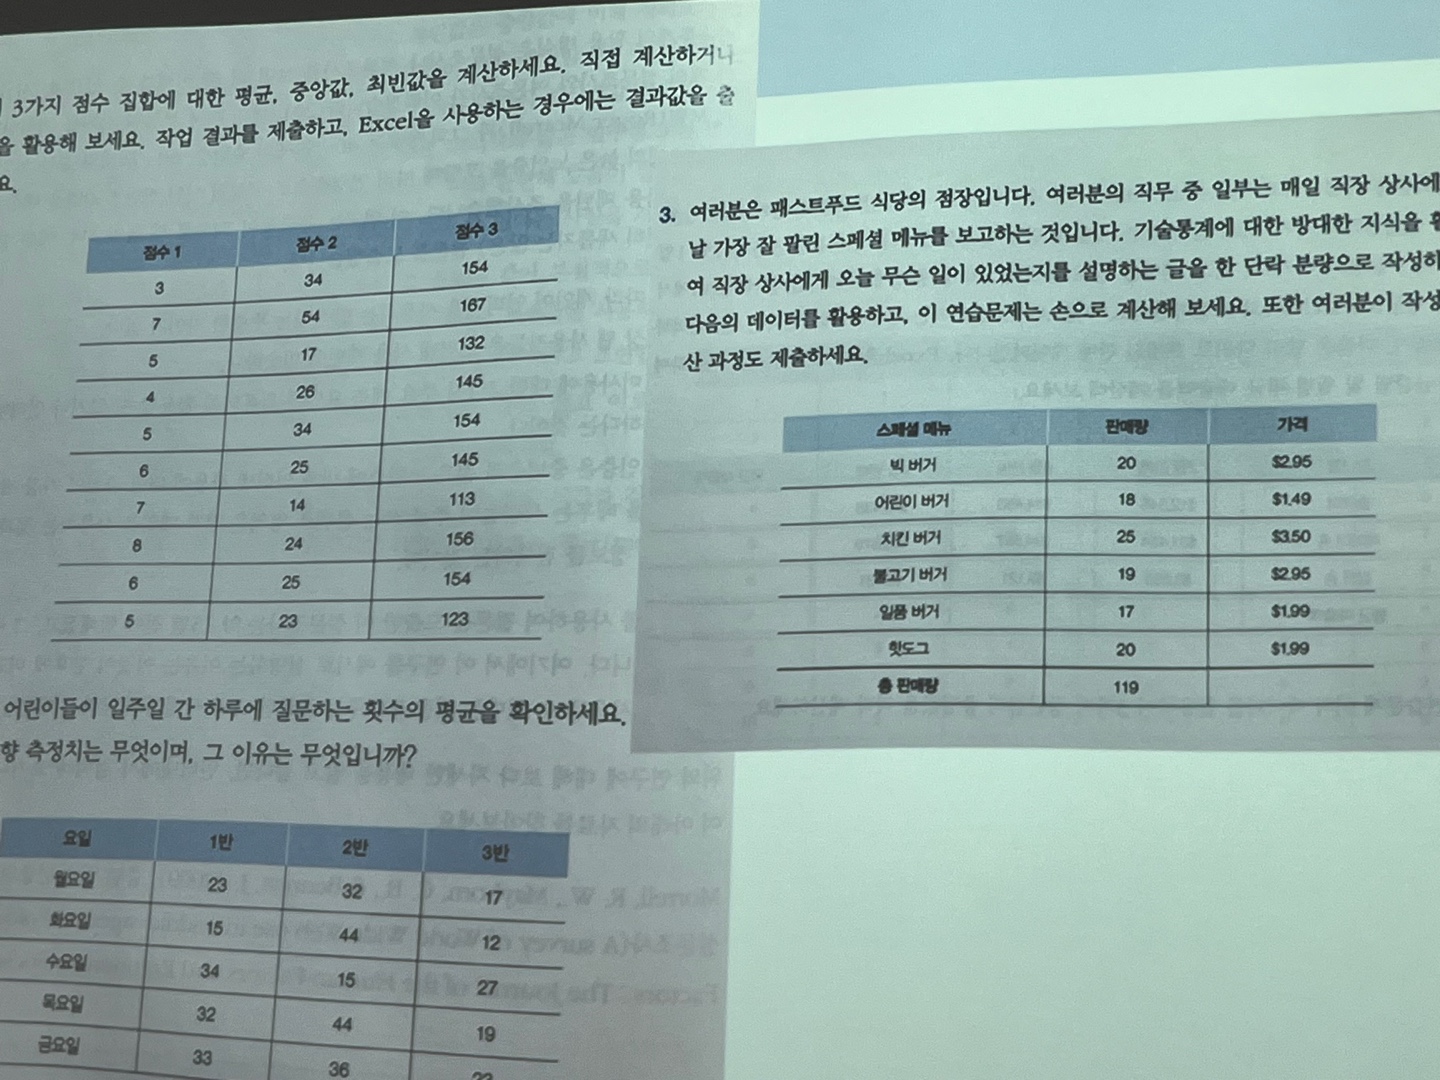 3가지 점수 집합에 대한 평균, 중앙값, 최빈값을 계산하세요. 직접 계산하거나
을 활용해 보세요. 작업 결과를 제출하고, Excel을 사용하는 경우에는 결과값을 출
요.
점수 1 점수 2 점수 3
3 34 154
7 54 167
5 17 132
4 26 145
5 34 154
6 25 145
7 14 113
8 24 156
6 25 154
5 23 123
어린이들이 일주일 간 하루에 질문하는 횟수의 평균을 확인하세요.
향 측정치는 무엇이며, 그 이유는 무엇입니까?
요일 1반 2반 3반
월요일 23 32 17
화요일 15 44 12
수요일 34 15 27
목요일 32 44 19
금요일 33 36
3. 여러분은 패스트푸드 식당의 점장입니다. 여러분의 직무 중 일부는 매일 직장 상사에
날 가장 잘 팔린 스페셜 메뉴를 보고하는 것입니다. 기술통계에 대한 방대한 지식을
여 직장 상사에게 오늘 무슨 일이 있었는지를 설명하는 글을 한 단락 분량으로 작성하
다음의 데이터를 활용하고, 이 연습문제는 손으로 계산해 보세요. 또한 여러분이 작성
산 과정도 제출하세요.
스페셜 메뉴 판매량 가격
빅 버거 20 $2.95
어린이 버거 18 $1.49
치킨 버거 25 $3.50
불고기 버거 19 $2.95
일품 버거 17 $1.99
핫도그 20 $1.99
총 판매량 119